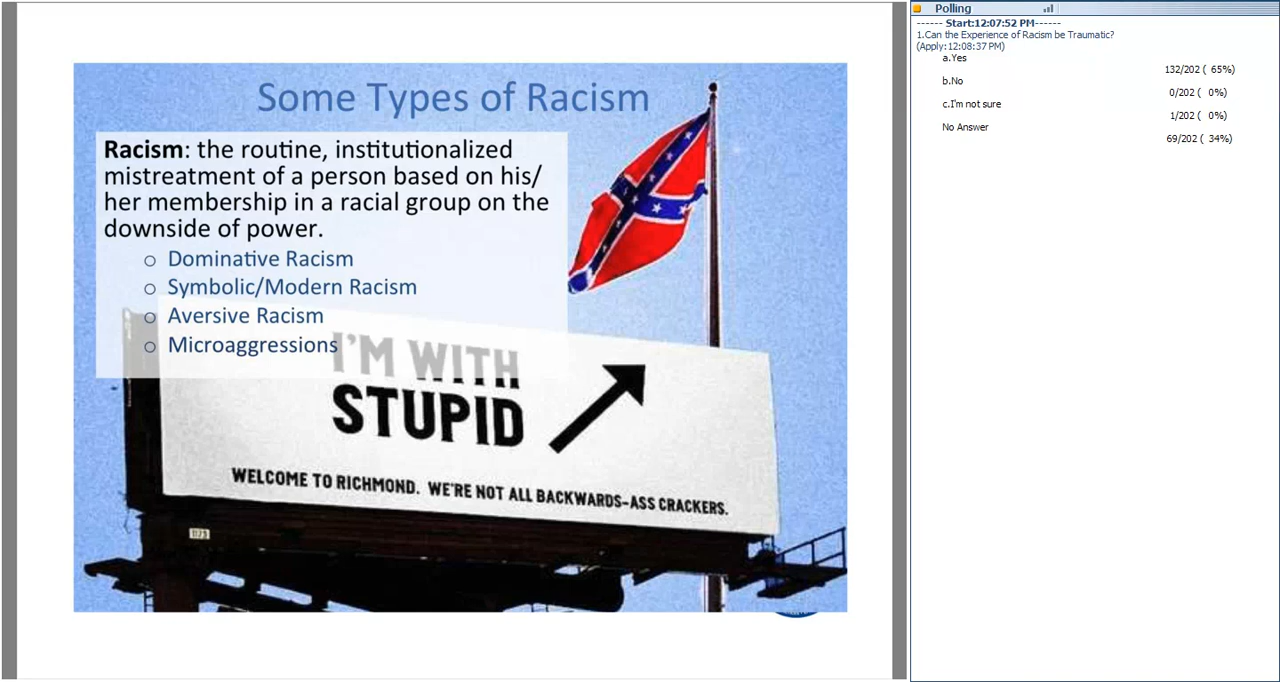 Some Types of Racism
Racism: the routine, institutionalized
mistreatment of a person based on his/
her membership in a racial group on the
downside of power.
o Dominative Racism
o Symbolic/Modern Racism
o Aversive Racism
o Microaggressions
I'M WITH
STUPID
WELCOME TO RICHMOND. WE'RE NOT ALL BACKWARDS-ASS CRACKERS.
1173
Polling
------ Start:12:07:52 PM------
1.Can the Experience of Racism be Traumatic?
(Apply:12:08:37 PM)
a.Yes
132/202 ( 65%)
b.No
0/202 ( 0%)
c.I'm not sure
1/202 ( 0%)
No Answer
69/202 ( 34%)